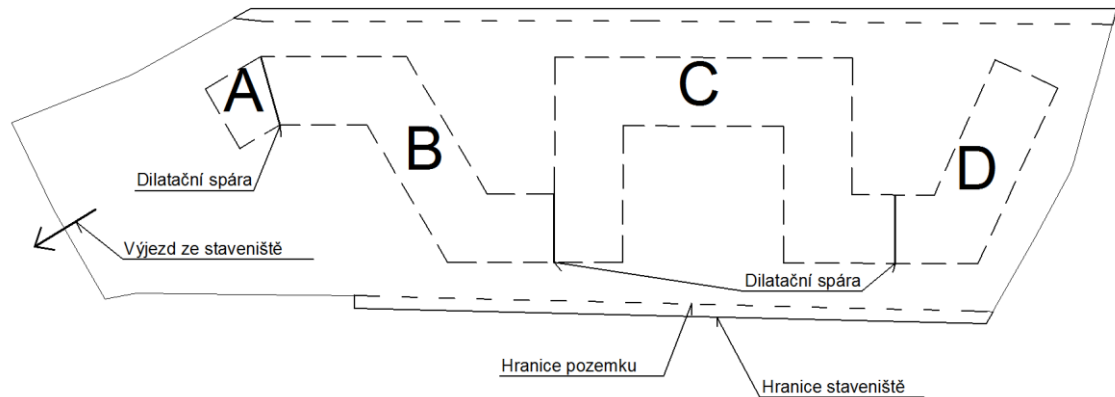 A
B
C
D
Dilatační spára
Výjezd ze staveniště
Dilatační spára
Hranice pozemku
Hranice staveniště